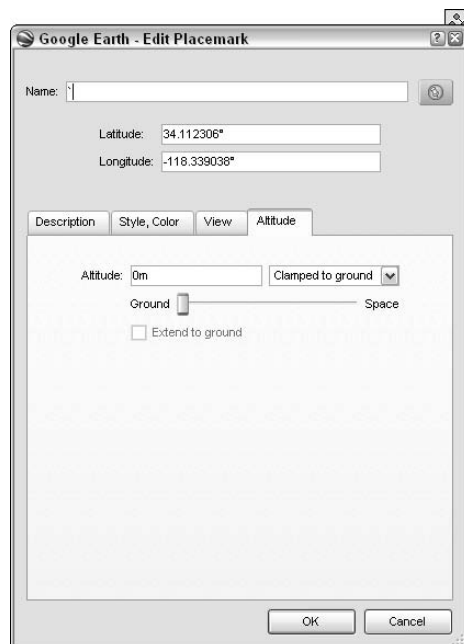 Google Earth - Edit Placemark
Name: `
Latitude: 34.112306°
Longitude: -118.339038°
Description Style, Color View Altitude
Altitude: 0m Clamped to ground
Ground Space
Extend to ground
OK Cancel